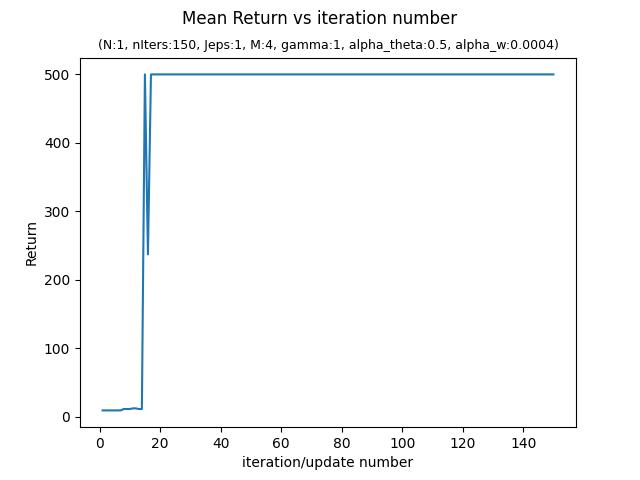 Mean Return vs iteration number
(N:1, nIters:150, Jeps:1, M:4, gamma:1, alpha_theta:0.5, alpha_w:0.0004)
500
400
300
200
100
0
Return
0 20 40 60 80 100 120 140
iteration/update number